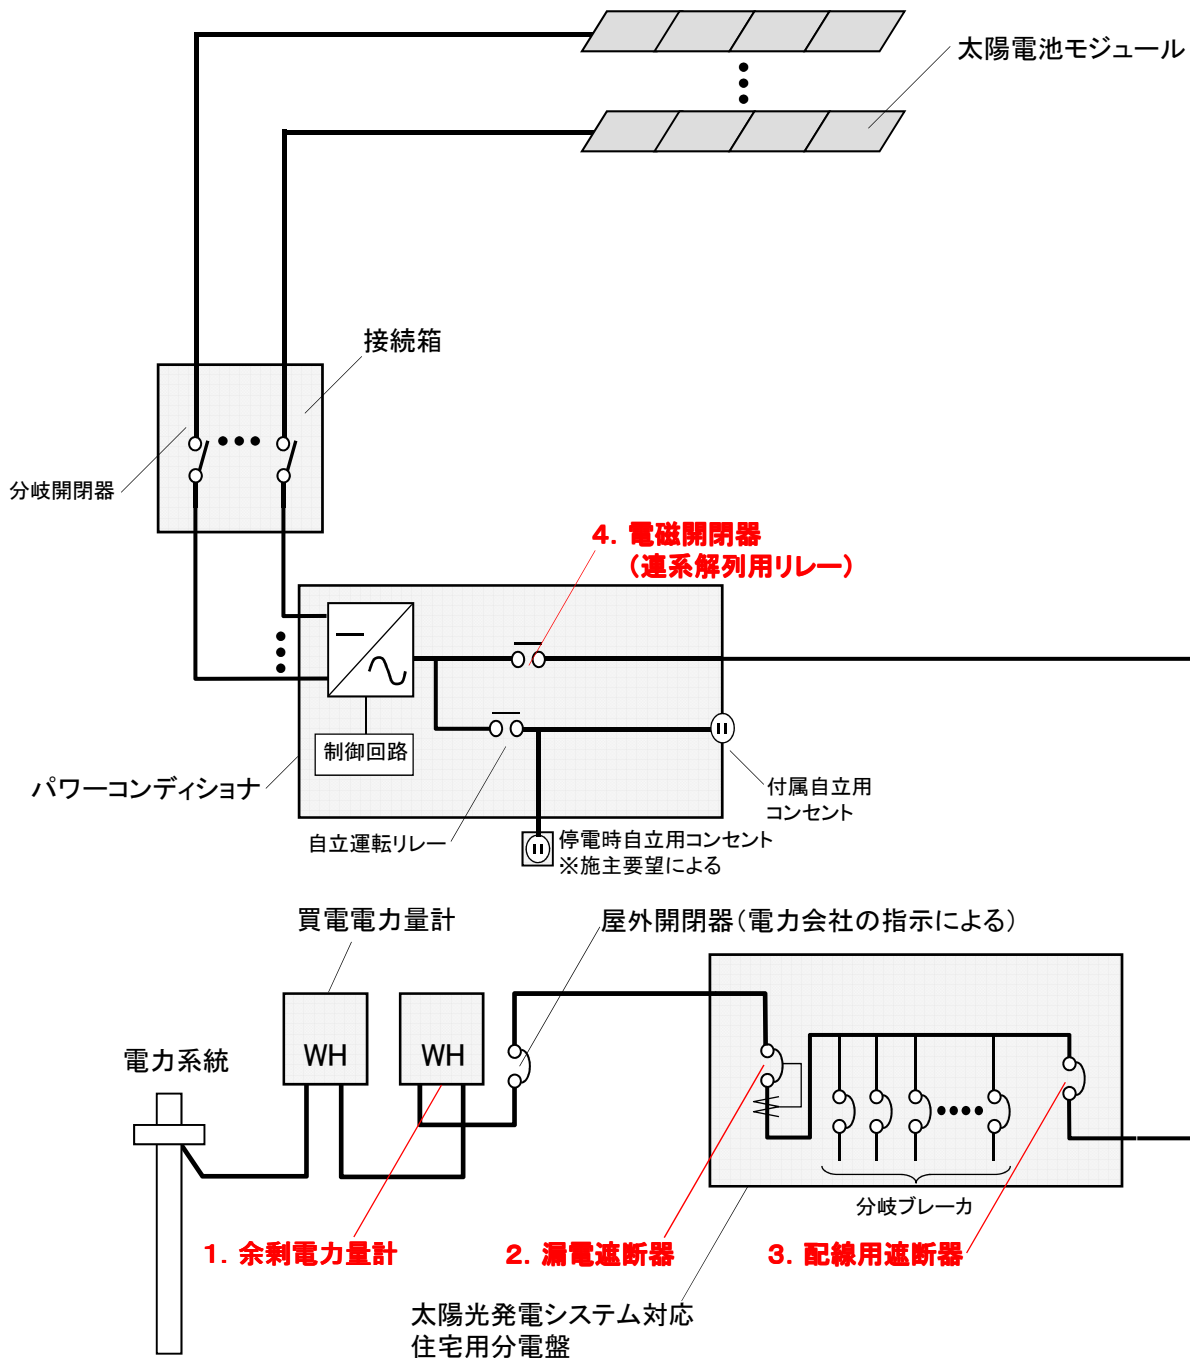 太陽電池モジュール
接続箱
分岐開閉器
4. 電磁開閉器
(連系解列用リレー)
制御回路
パワーコンディショナ
自立運転リレー
付属自立用
コンセント
停電時自立用コンセント
※施主要望による
買電電力量計
屋外開閉器(電力会社の指示による)
電力系統
WH
WH
分岐ブレーカ
1. 余剰電力量計
2. 漏電遮断器
3. 配線用遮断器
太陽光発電システム対応
住宅用分電盤